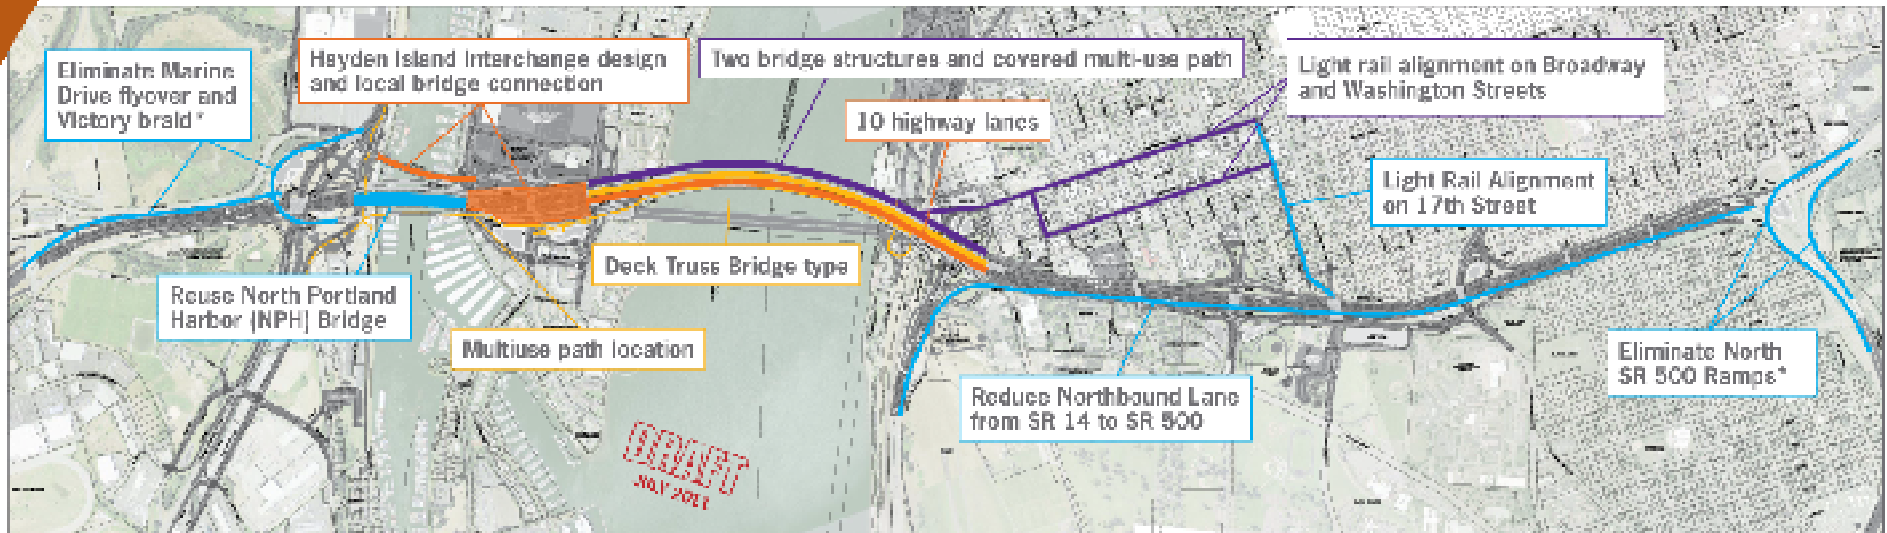 Eliminate Marine
Drive flyover and
Victory braid*
Hayden Island Interchange design
and local bridge connection
Two bridge structures and covered multi-use path
10 highway lanes
Light rail alignment on Broadway
and Washington Streets
Light Rail Alignment
on 17th Street
Deck Truss Bridge type
Reuse North Portland
Harbor (NPH) Bridge
Multiuse path location
Reduce Northbound Lane
from SR 14 to SR 500
Eliminate North
SR 500 Ramps*
DRAFT
JULY 2011